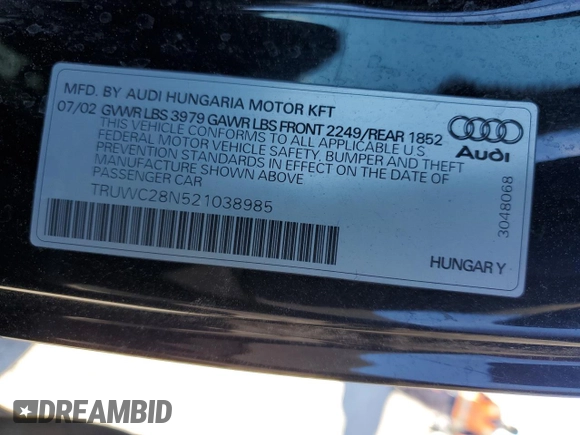 MFD. BY AUDI HUNGARIA MOTOR KFT
07/02 GVWR LBS 3979 GAWR LBS FRONT 2249/REAR 1852
THIS VEHICLE CONFORMS TO ALL APPLICABLE U S
FEDERAL MOTOR VEHICLE SAFETY, BUMPER AND THEFT
PREVENTION STANDARDS IN EFFECT ON THE DATE OF
MANUFACTURE SHOWN ABOVE
PASSENGER CAR
TRUWC28N521038985
Audi
3048068
HUNGARY
DREAMBID